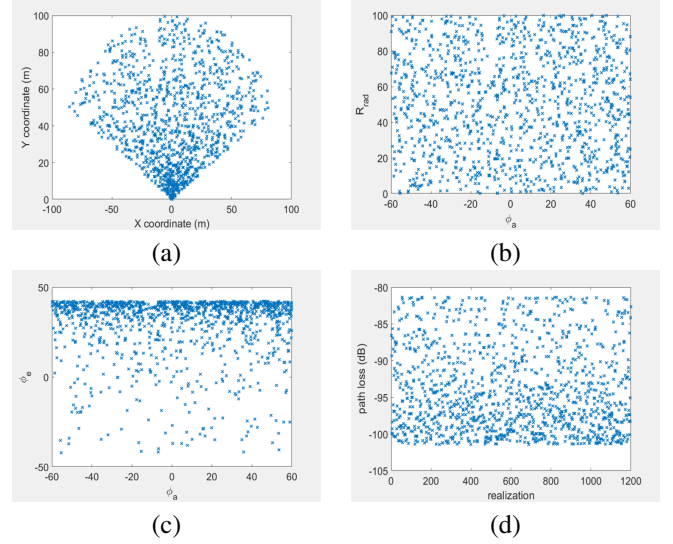 100
80
60
40
20
0
-100 -50 0 50 100
Y coordinate (m)
X coordinate (m)
(a)
100
80
60
40
20
0
-60 -40 -20 0 20 40 60
R_rad
ϕ_a
(b)
50
0
-50
-60 -40 -20 0 20 40 60
ϕ_e
ϕ_a
(c)
-80
-85
-90
-95
-100
-105
0 200 400 600 800 1000 1200
path loss (dB)
realization
(d)